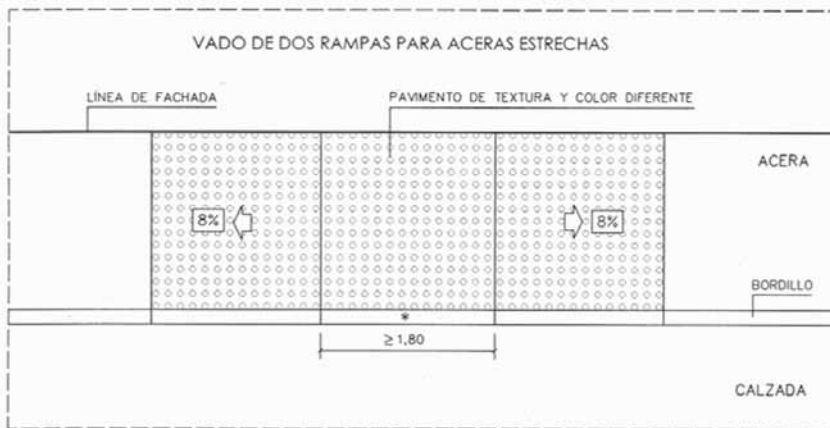 VADO DE DOS RAMPAS PARA ACERAS ESTRECHAS
LÍNEA DE FACHADA
PAVIMENTO DE TEXTURA Y COLOR DIFERENTE
ACERA
8%
8%
BORDILLO
*
≥1,80
CALZADA